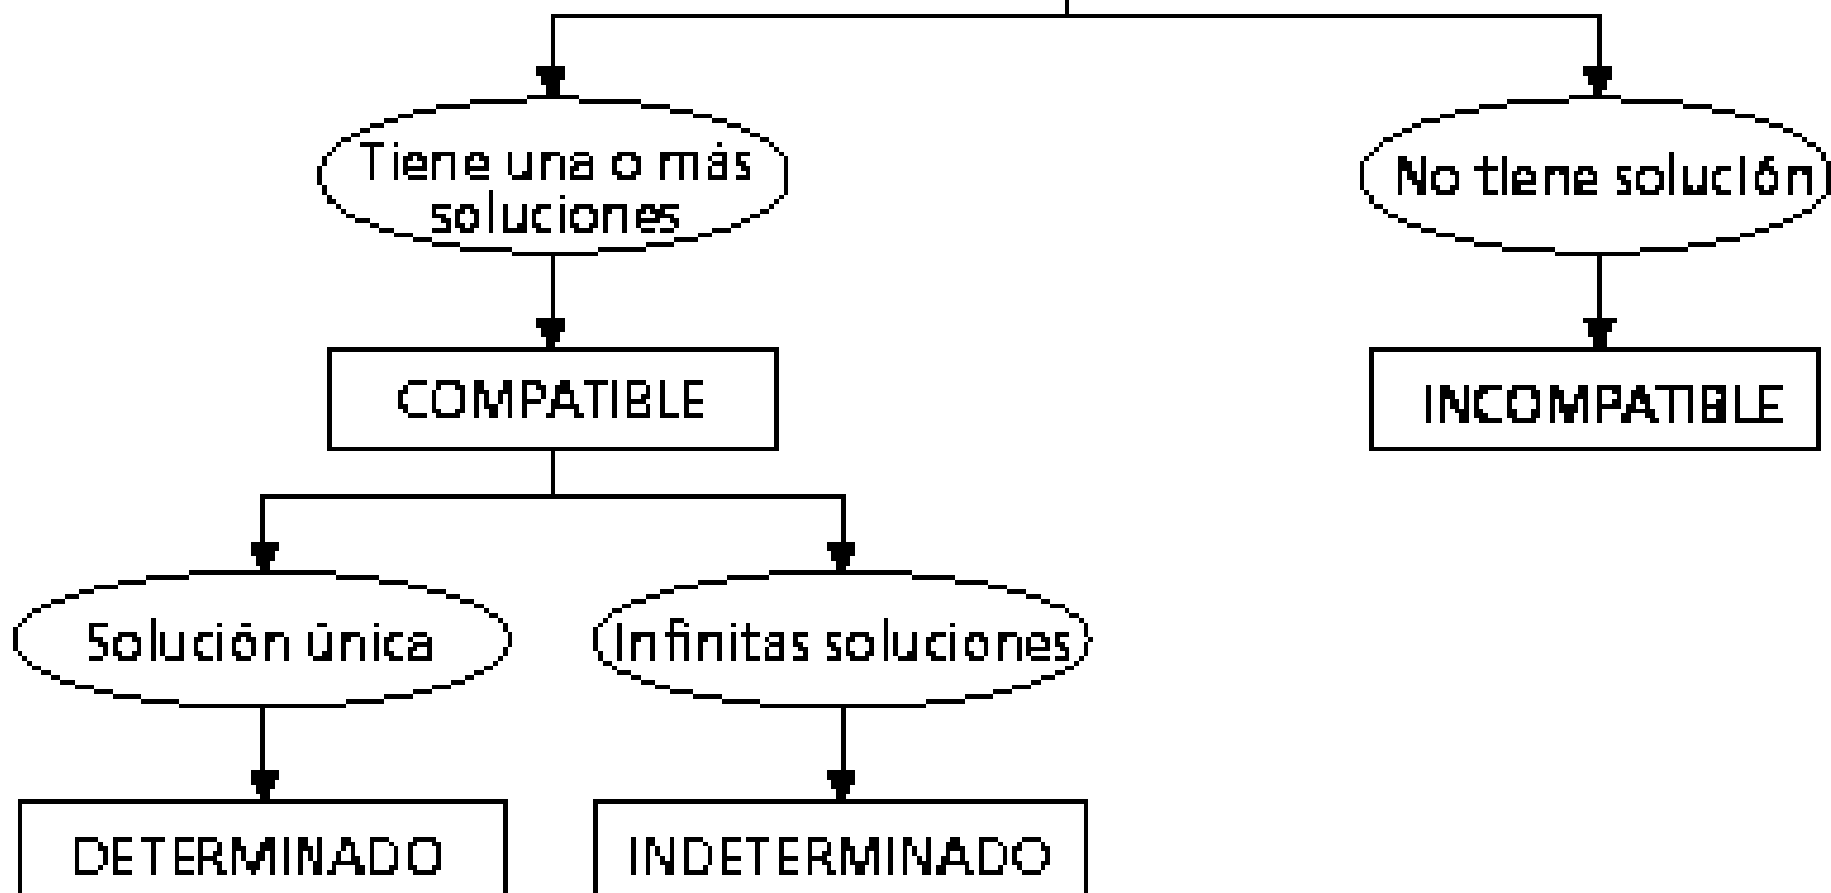 Tiene una o más
soluciones
No tiene solución
COMPATIBLE
INCOMPATIBLE
Solución única
Infinitas soluciones
DETERMINADO
INDETERMINADO